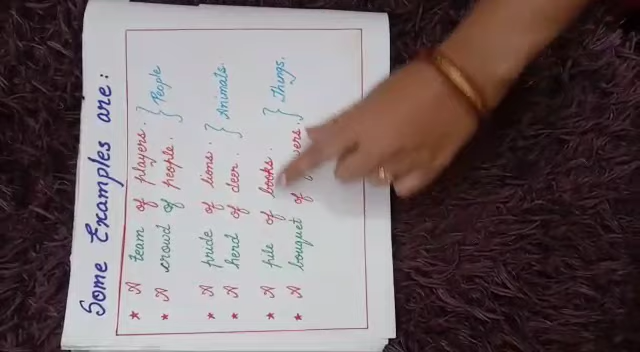 Some Examples are:
* A team of players. } People
* A crowd of people.
* A pride of lions. } Animals.
* A herd of deer.
* A pile of books. } Things.
* A bouquet of